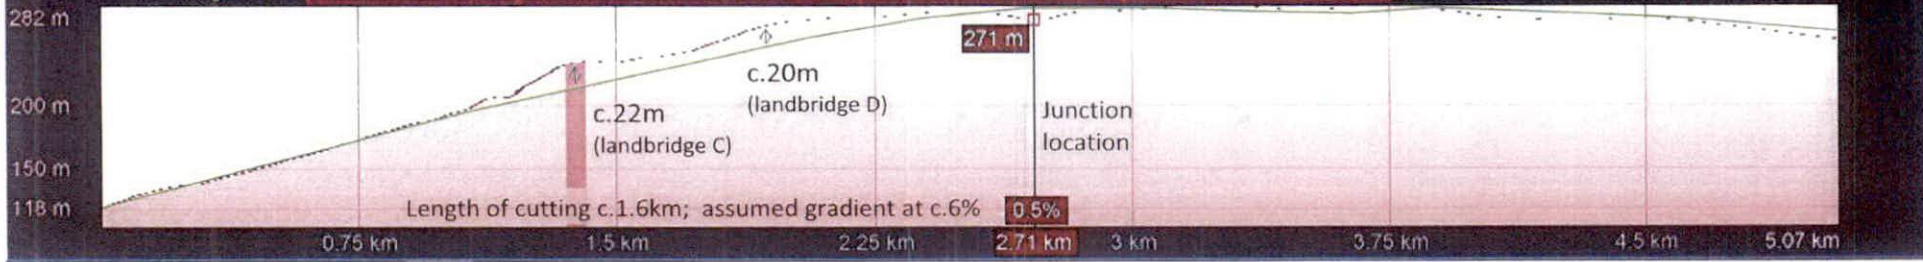 282 m
271 m
c.20m
(landbridge D)
200 m
c.22m
(landbridge C)
Junction
location
150 m
118 m
Length of cutting c.1.6km; assumed gradient at c.6%
0.5%
0.75 km 1.5 km 2.25 km 2.71 km 3 km 3.75 km 4.5 km 5.07 km